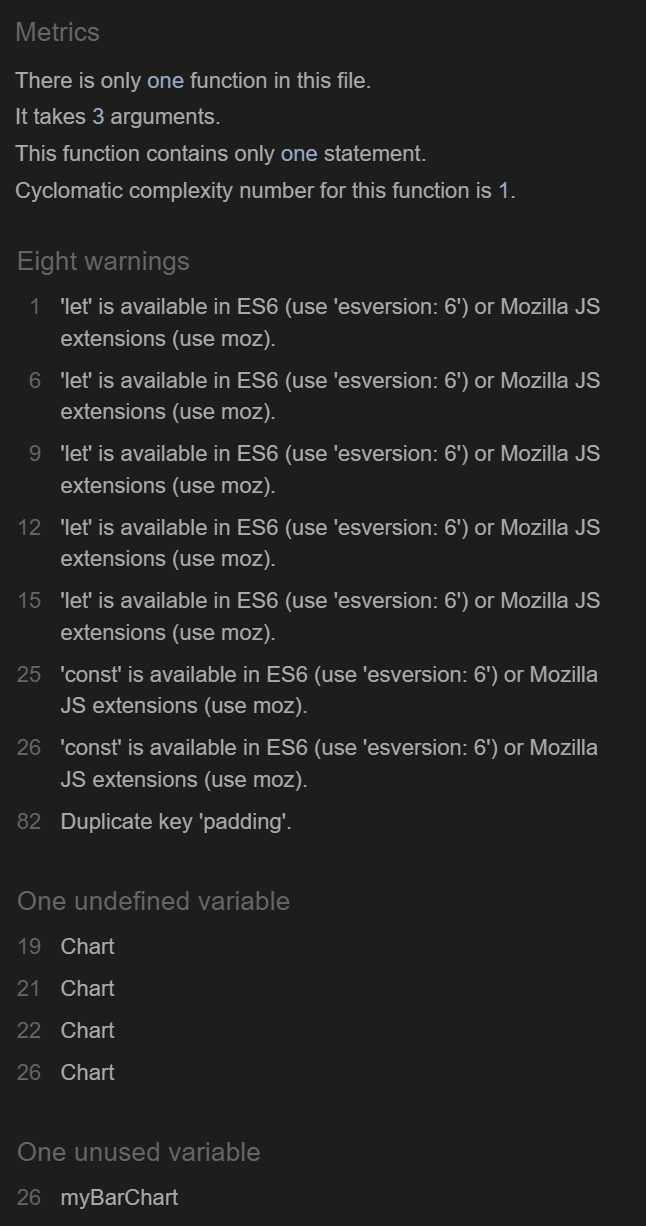 Metrics
There is only one function in this file.
It takes 3 arguments.
This function contains only one statement.
Cyclomatic complexity number for this function is 1.
Eight warnings
1 'let' is available in ES6 (use 'esversion: 6') or Mozilla JS
extensions (use moz).
6 'let' is available in ES6 (use 'esversion: 6') or Mozilla JS
extensions (use moz).
9 'let' is available in ES6 (use 'esversion: 6') or Mozilla JS
extensions (use moz).
12 'let' is available in ES6 (use 'esversion: 6') or Mozilla JS
extensions (use moz).
15 'let' is available in ES6 (use 'esversion: 6') or Mozilla JS
extensions (use moz).
25 'const' is available in ES6 (use 'esversion: 6') or Mozilla
JS extensions (use moz).
26 'const' is available in ES6 (use 'esversion: 6') or Mozilla
JS extensions (use moz).
82 Duplicate key 'padding'.
One undefined variable
19 Chart
21 Chart
22 Chart
26 Chart
One unused variable
26 myBarChart